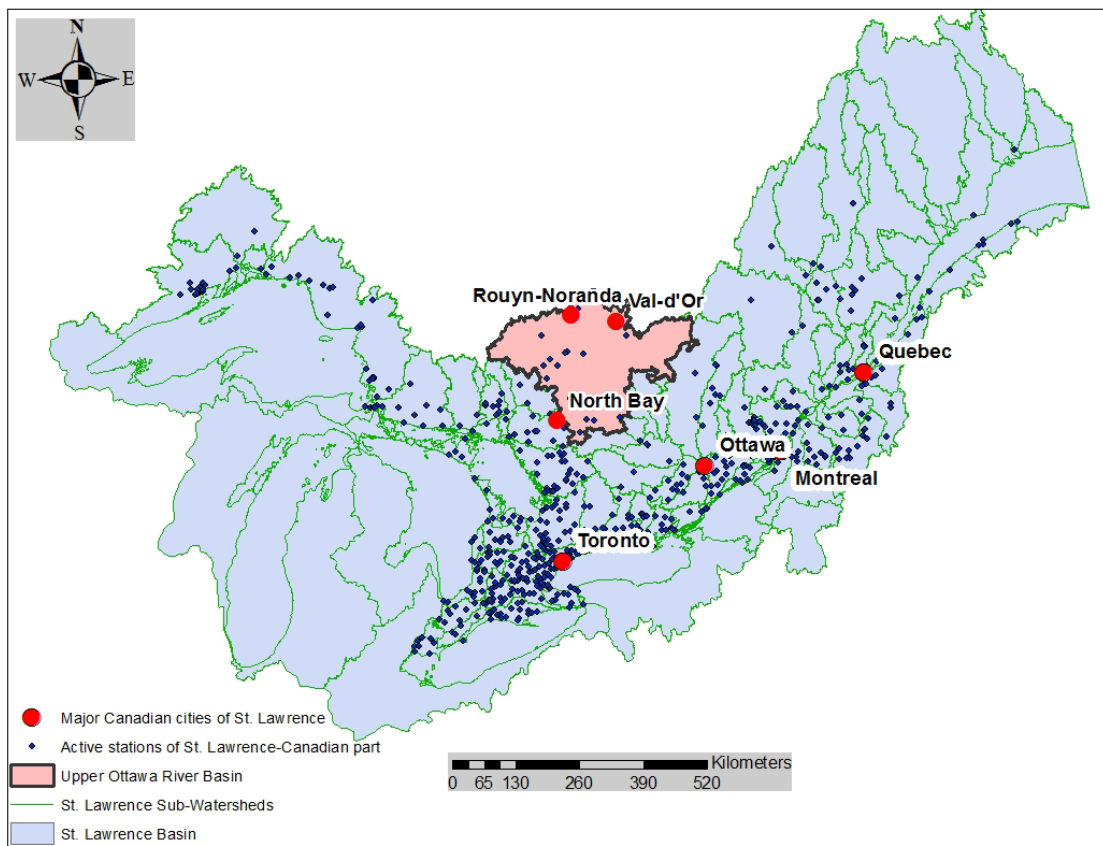 N
W E
S
Rouyn-Norañda
Val-d'Or
Quebec
North Bay
Ottawa
Montreal
Toronto
Major Canadian cities of St. Lawrence
Active stations of St. Lawrence-Canadian part
Upper Ottawa River Basin
St. Lawrence Sub-Watersheds
St. Lawrence Basin
Kilometers
0 65 130 260 390 520